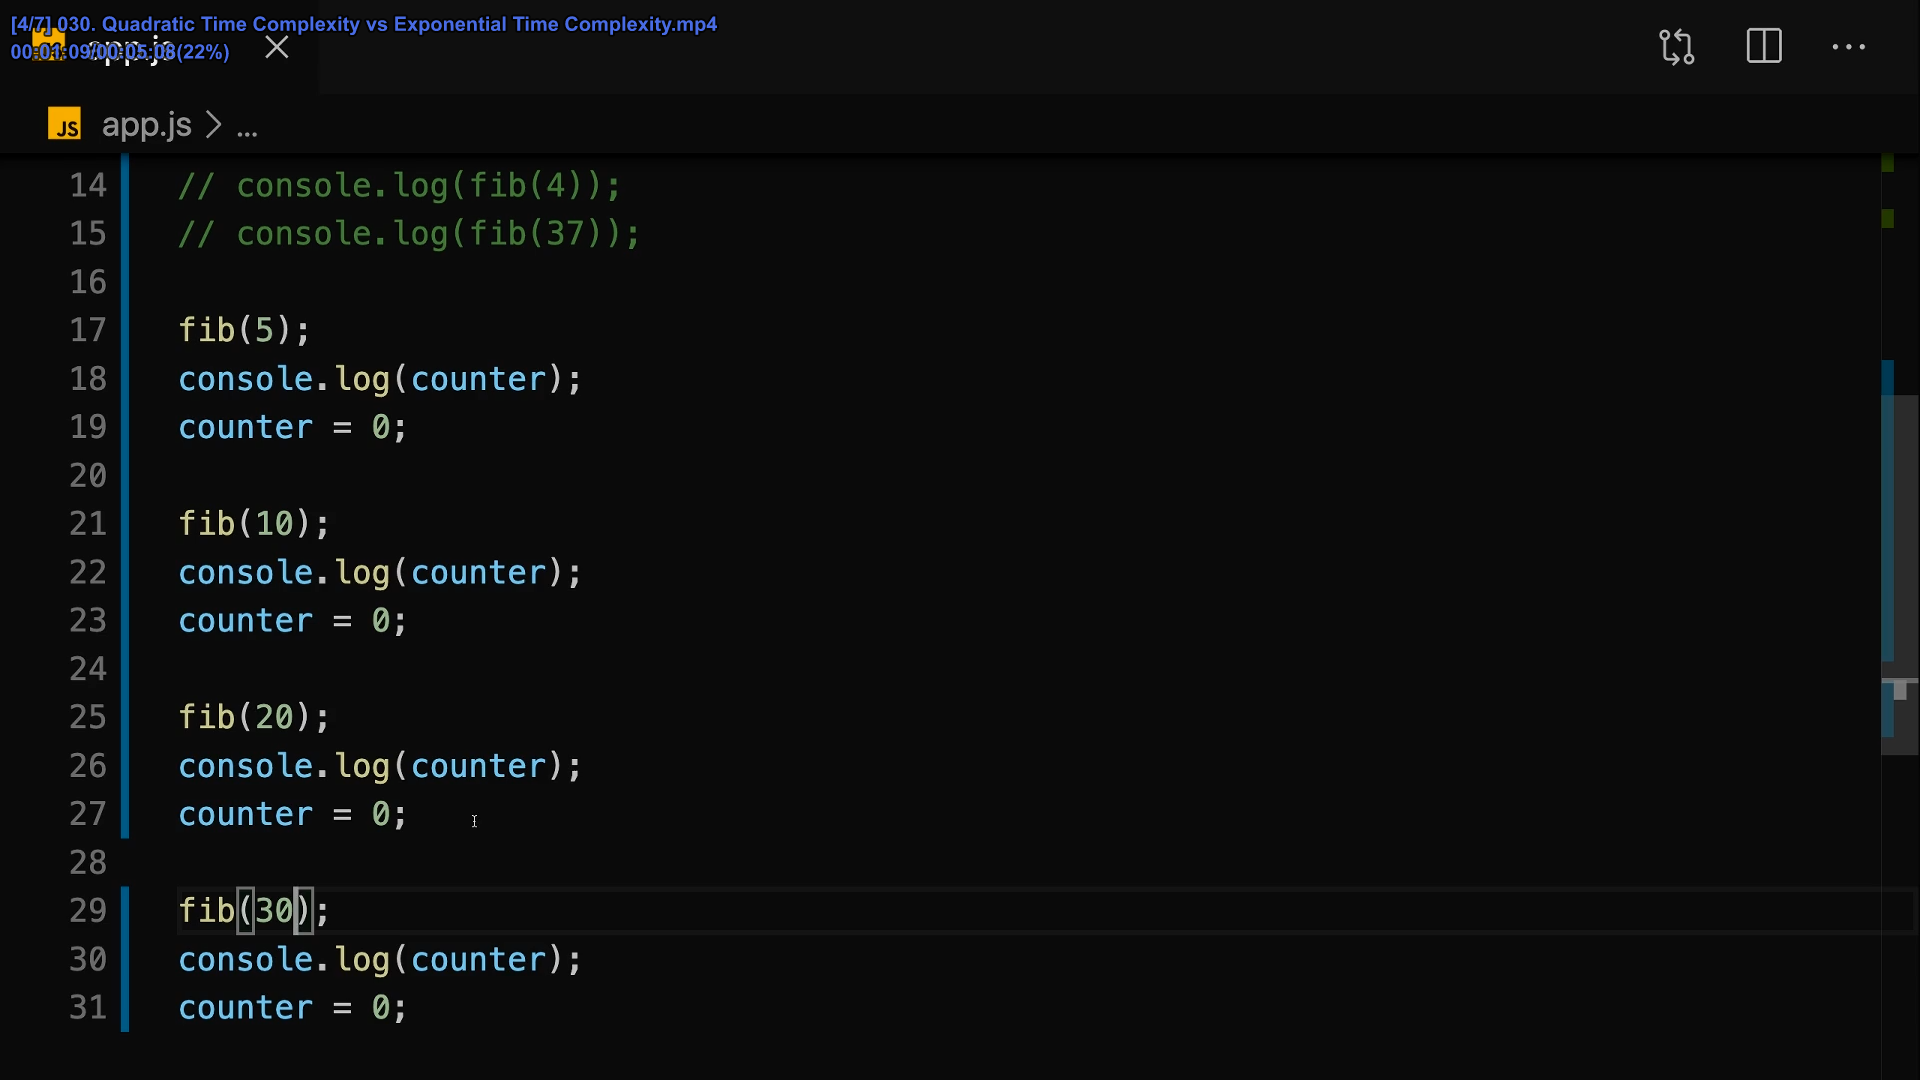 [4/7] 030. Quadratic Time Complexity vs Exponential Time Complexity.mp4
00:01:09/00:05:08(22%)
app.js
JS app.js > ...
14 // console.log(fib(4));
15 // console.log(fib(37));
16
17 fib(5);
18 console.log(counter);
19 counter = 0;
20
21 fib(10);
22 console.log(counter);
23 counter = 0;
24
25 fib(20);
26 console.log(counter);
27 counter = 0;
28
29 fib(30);
30 console.log(counter);
31 counter = 0;